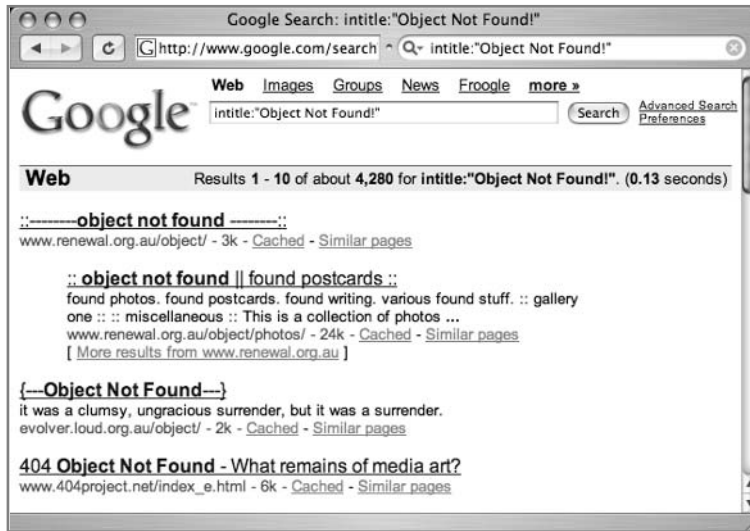 Google Search: intitle:"Object Not Found!"
G http://www.google.com/search intitle:"Object Not Found!"
Web Images Groups News Froogle more »
Google™
intitle:"Object Not Found!" Search Advanced Search
Preferences
Web Results 1 - 10 of about 4,280 for intitle:"Object Not Found!". (0.13 seconds)
::--------object not found --------::
www.renewal.org.au/object/ - 3k - Cached - Similar pages
:: object not found || found postcards ::
found photos. found postcards. found writing. various found stuff. :: gallery
one :: :: miscellaneous :: This is a collection of photos ...
www.renewal.org.au/object/photos/ - 24k - Cached - Similar pages
[ More results from www.renewal.org.au ]
{---Object Not Found---}
it was a clumsy, ungracious surrender, but it was a surrender.
evolver.loud.org.au/object/ - 2k - Cached - Similar pages
404 Object Not Found - What remains of media art?
www.404project.net/index_e.html - 6k - Cached - Similar pages